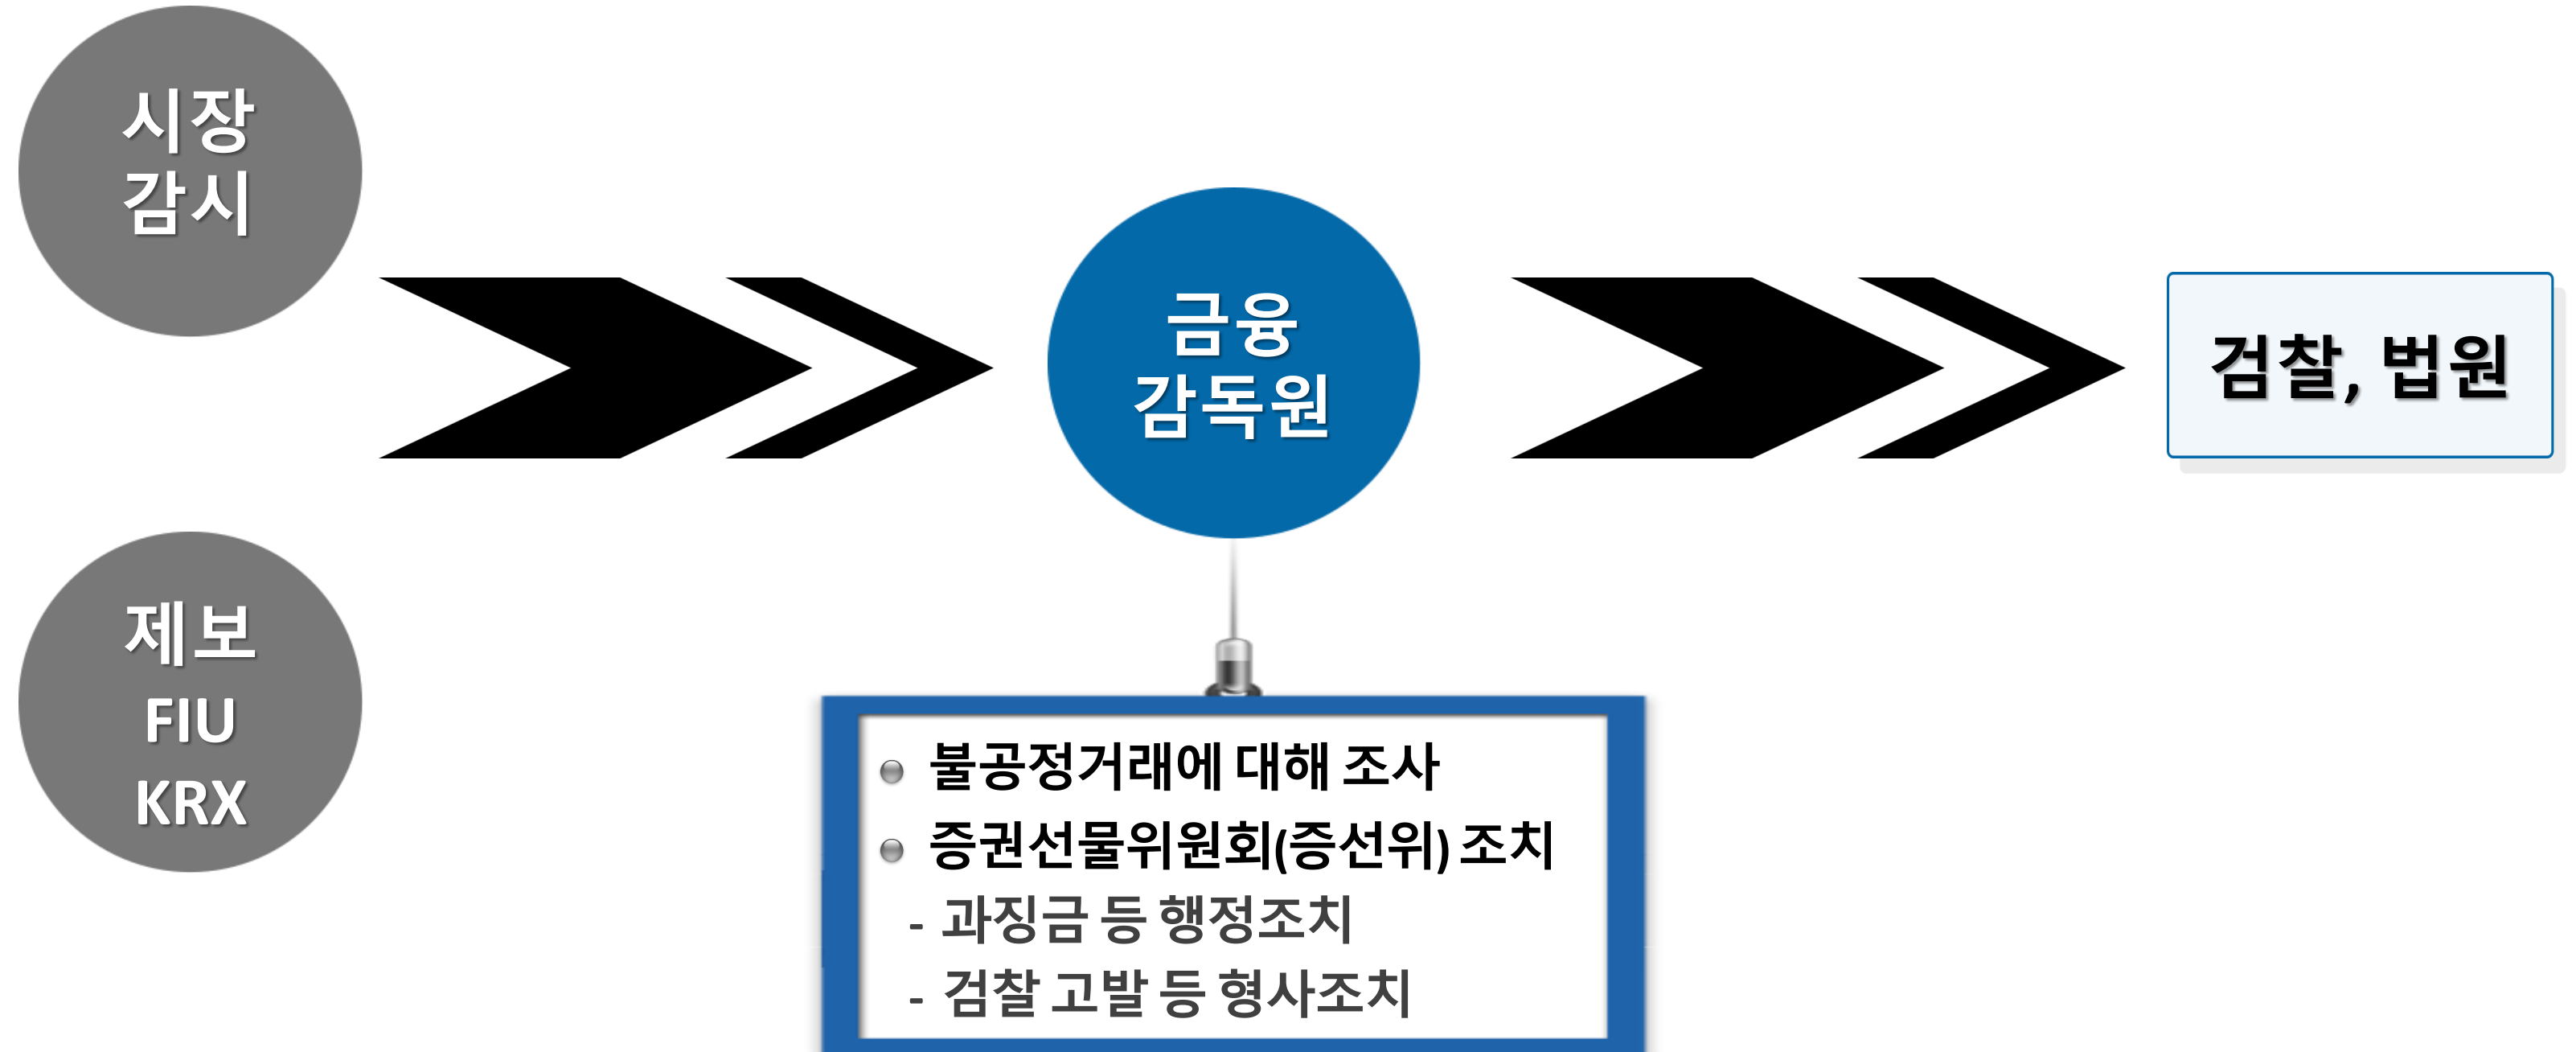 시장
감시
제보
FIU
KRX
금융
감독원
검찰, 법원
불공정거래에 대해 조사
증권선물위원회(증선위) 조치
- 과징금 등 행정조치
- 검찰 고발 등 형사조치